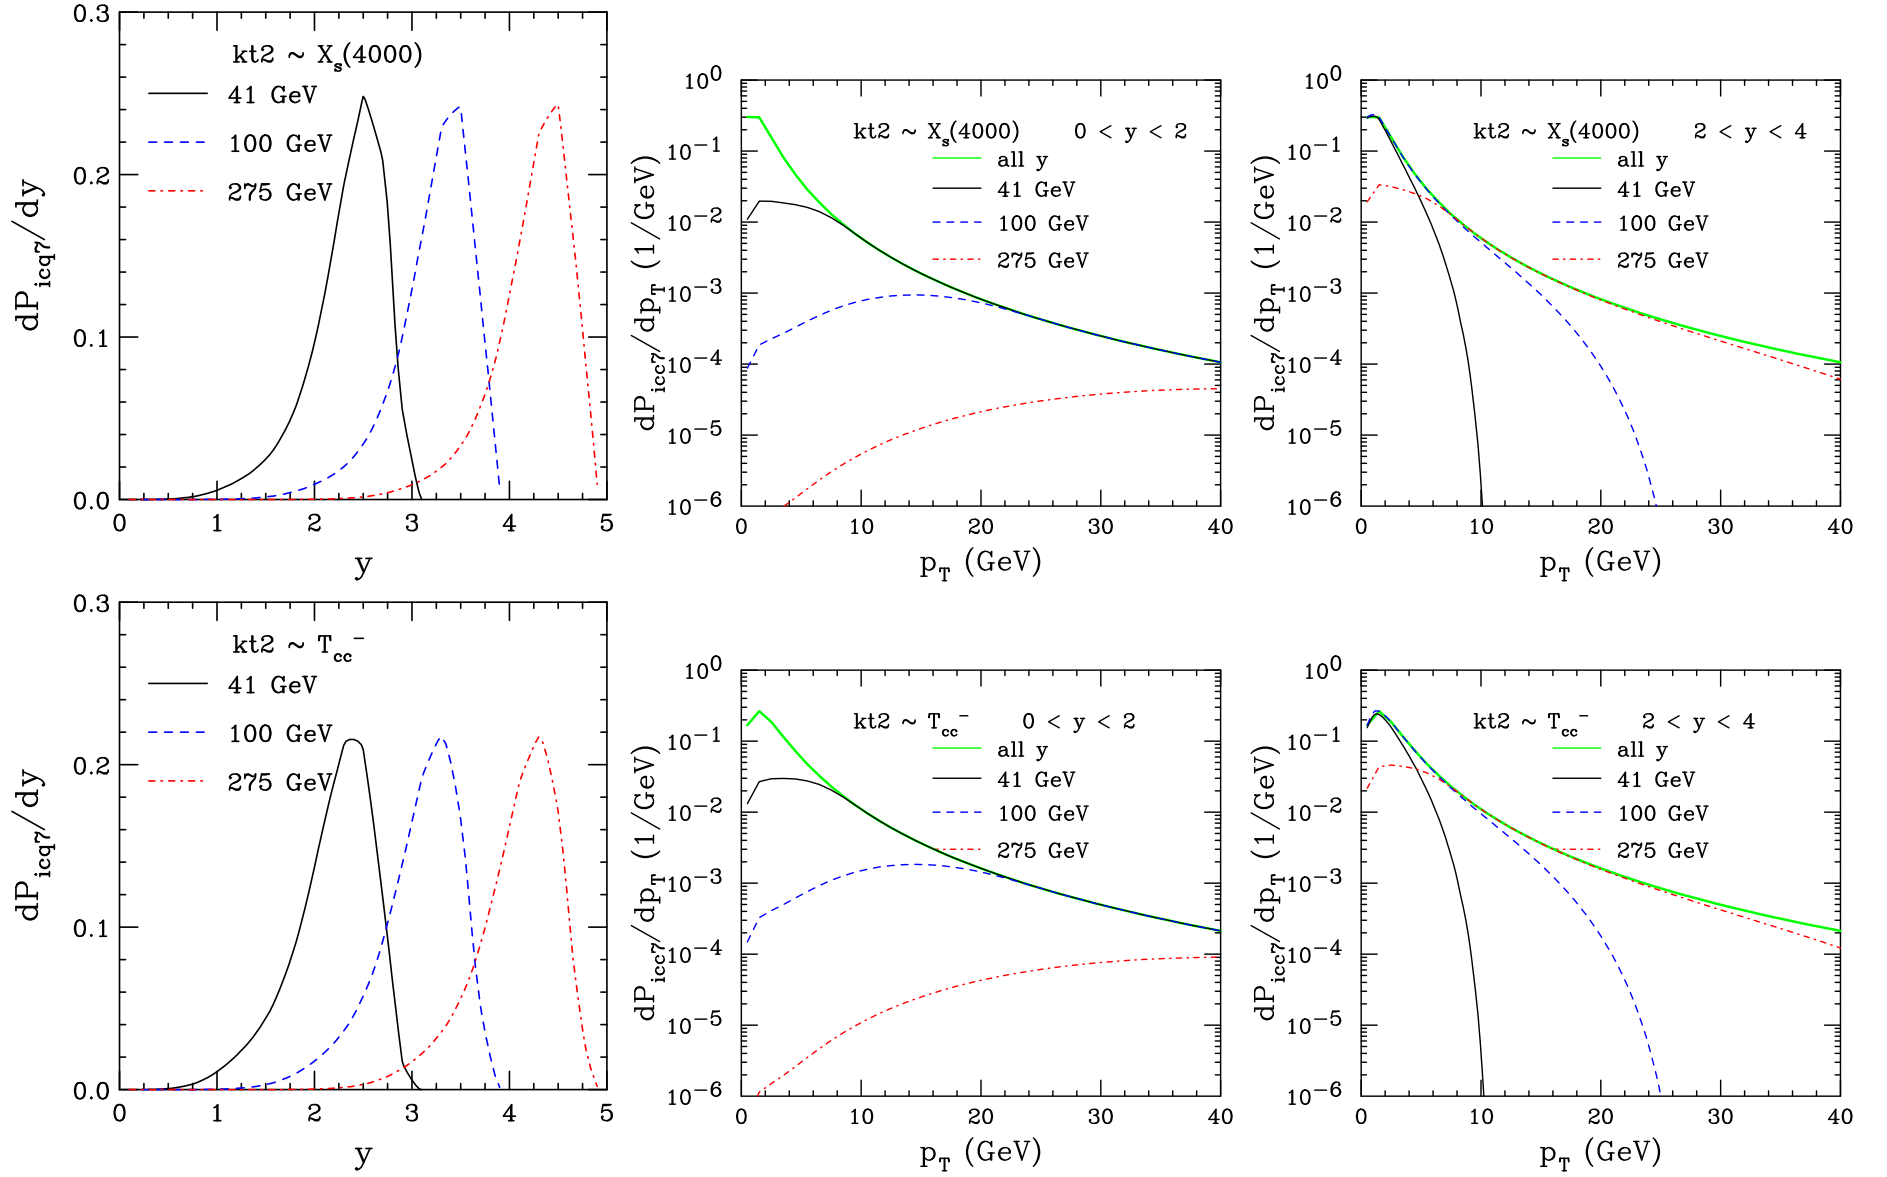 0.3
0.2
0.1
0.0
0 1 2 3 4 5
dP_icq7/dy
y
kt2 ~ X_s(4000)
41 GeV
100 GeV
275 GeV
10^0
10^−1
10^−2
10^−3
10^−4
10^−5
10^−6
0 10 20 30 40
dP_icc7/dp_T (1/GeV)
p_T (GeV)
kt2 ~ X_s(4000) 0 < y < 2
all y
41 GeV
100 GeV
275 GeV
10^0
10^−1
10^−2
10^−3
10^−4
10^−5
10^−6
0 10 20 30 40
dP_icc7/dp_T (1/GeV)
p_T (GeV)
kt2 ~ X_s(4000) 2 < y < 4
all y
41 GeV
100 GeV
275 GeV
0.3
0.2
0.1
0.0
0 1 2 3 4 5
dP_icq7/dy
y
kt2 ~ T_cc^−
41 GeV
100 GeV
275 GeV
10^0
10^−1
10^−2
10^−3
10^−4
10^−5
10^−6
0 10 20 30 40
dP_icc7/dp_T (1/GeV)
p_T (GeV)
kt2 ~ T_cc^− 0 < y < 2
all y
41 GeV
100 GeV
275 GeV
10^0
10^−1
10^−2
10^−3
10^−4
10^−5
10^−6
0 10 20 30 40
dP_icc7/dp_T (1/GeV)
p_T (GeV)
kt2 ~ T_cc^− 2 < y < 4
all y
41 GeV
100 GeV
275 GeV